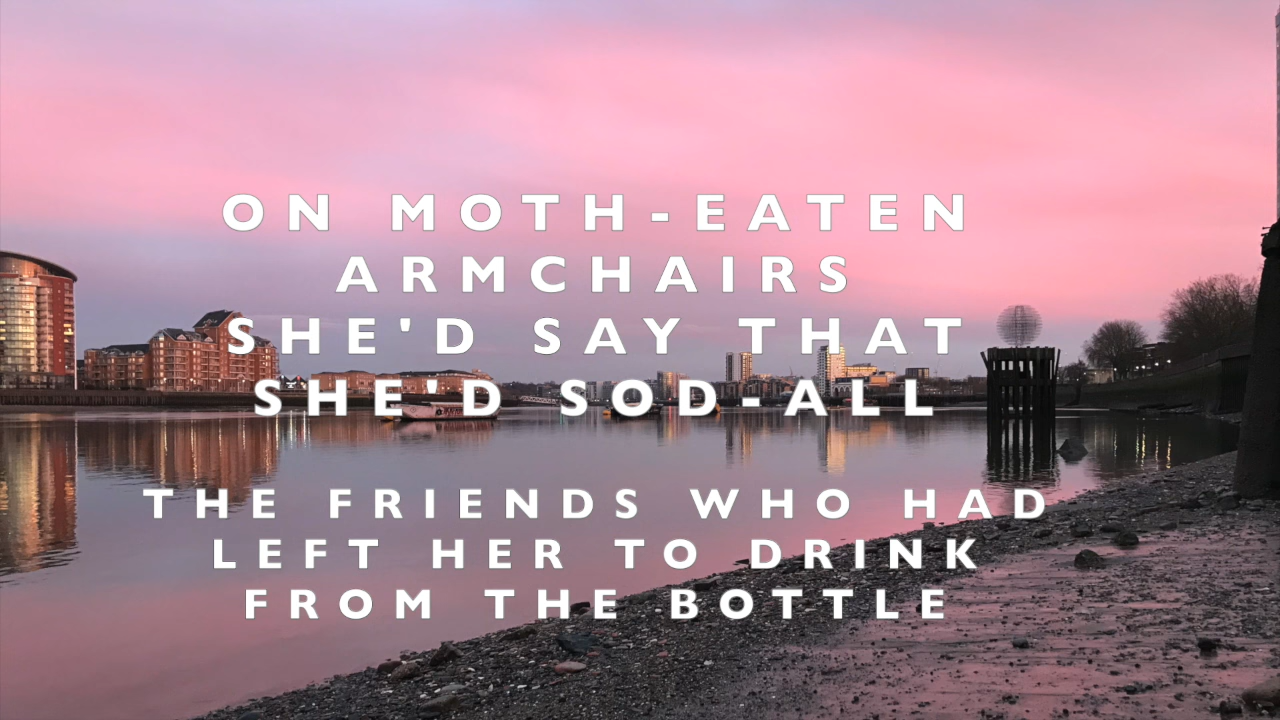 ON MOTH-EATEN
ARMCHAIRS
SHE'D SAY THAT
SHE'D SOD-ALL
THE FRIENDS WHO HAD
LEFT HER TO DRINK
FROM THE BOTTLE